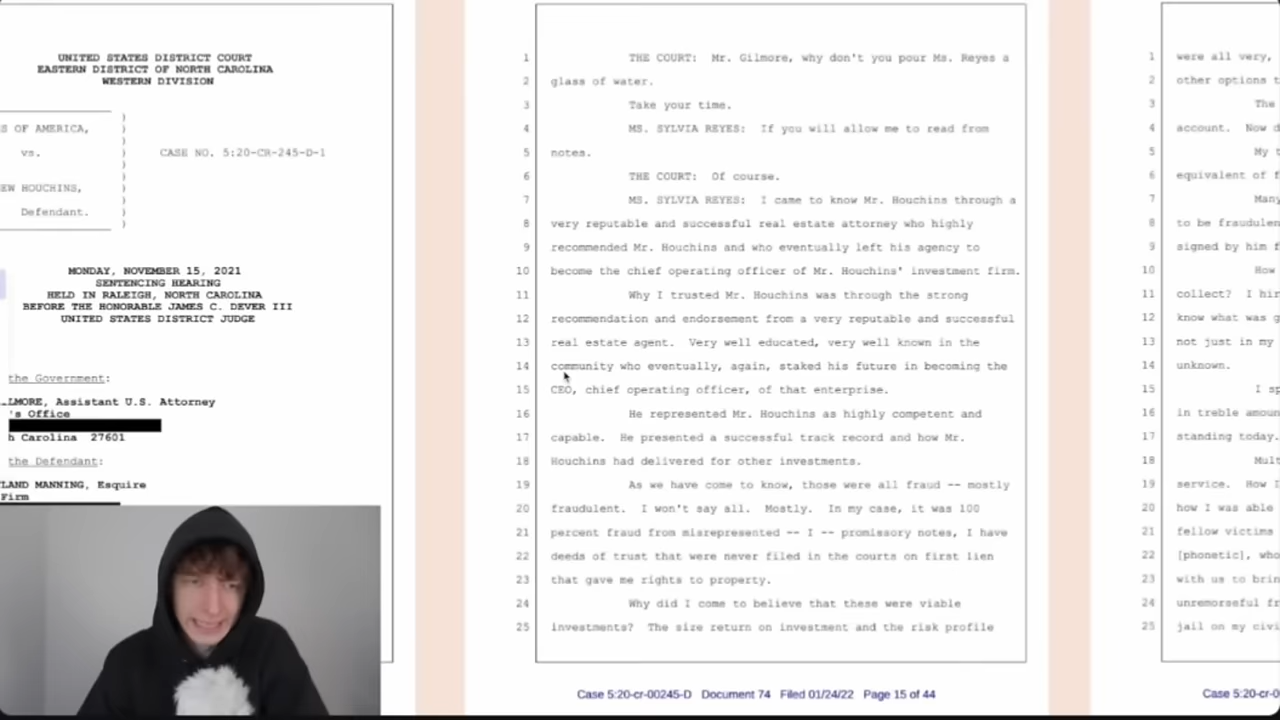 UNITED STATES DISTRICT COURT
EASTERN DISTRICT OF NORTH CAROLINA
WESTERN DIVISION
S OF AMERICA, )
)
vs. ) CASE NO. 5:20-CR-245-D-1
)
EW HOUCHINS, )
)
Defendant. )
)
MONDAY, NOVEMBER 15, 2021
SENTENCING HEARING
HELD IN RALEIGH, NORTH CAROLINA
BEFORE THE HONORABLE JAMES C. DEVER III
UNITED STATES DISTRICT JUDGE
the Government:
LMORE, Assistant U.S. Attorney
's Office
h Carolina 27601
the Defendant:
LAND MANNING, Esquire
Firm
1 THE COURT: Mr. Gilmore, why don't you pour Ms. Reyes a
2 glass of water.
3 Take your time.
4 MS. SYLVIA REYES: If you will allow me to read from
5 notes.
6 THE COURT: Of course.
7 MS. SYLVIA REYES: I came to know Mr. Houchins through a
8 very reputable and successful real estate attorney who highly
9 recommended Mr. Houchins and who eventually left his agency to
10 become the chief operating officer of Mr. Houchins' investment firm.
11 Why I trusted Mr. Houchins was through the strong
12 recommendation and endorsement from a very reputable and successful
13 real estate agent. Very well educated, very well known in the
14 community who eventually, again, staked his future in becoming the
15 CEO, chief operating officer, of that enterprise.
16 He represented Mr. Houchins as highly competent and
17 capable. He presented a successful track record and how Mr.
18 Houchins had delivered for other investments.
19 As we have come to know, those were all fraud -- mostly
20 fraudulent. I won't say all. Mostly. In my case, it was 100
21 percent fraud from misrepresented -- I -- promissory notes, I have
22 deeds of trust that were never filed in the courts on first lien
23 that gave me rights to property.
24 Why did I come to believe that these were viable
25 investments? The size return on investment and the risk profile
Case 5:20-cr-00245-D Document 74 Filed 01/24/22 Page 15 of 44
1 were all very,
2 other options t
3 The
4 account. Now d
5 My t
6 equivalent of f
7 Many
8 to be fraudulen
9 signed by him f
10 How
11 collect? I hir
12 know what was g
13 not just in my
14 unknown.
15 I sp
16 in treble amoun
17 standing today.
18 Mult
19 service. How I
20 how I was able
21 fellow victims
22 [phonetic], who
23 with us to brin
24 unremorseful fr
25 jail on my civi
Case 5:20-cr-0